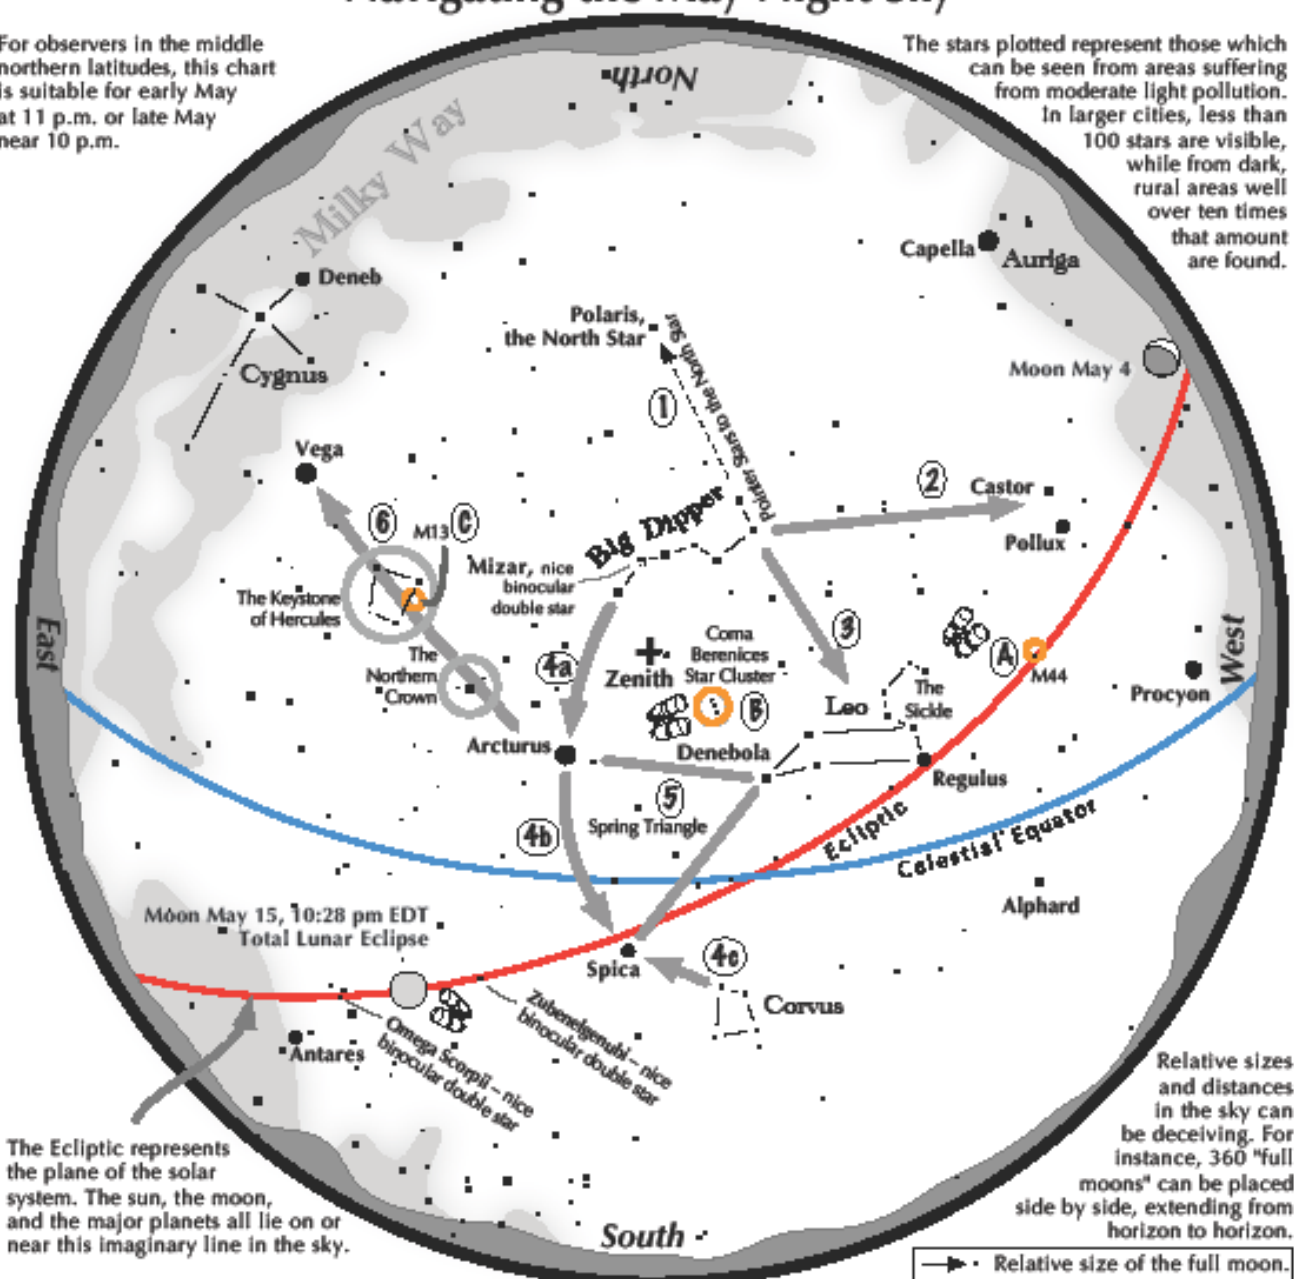 Navigating the May Night Sky
For observers in the middle
northern latitudes, this chart
is suitable for early May
at 11 p.m. or late May
near 10 p.m.
The stars plotted represent those which
can be seen from areas suffering
from moderate light pollution.
In larger cities, less than
100 stars are visible,
while from dark,
rural areas well
over ten times
that amount
are found.
North
Milky Way
Capella
Auriga
Deneb
Cygnus
Polaris,
the North Star
Pointer Stars to the North Star
Moon May 4
1
Vega
2
Castor
Pollux
6
M13
C
Big Dipper
Mizar, nice
binocular
double star
The Keystone
of Hercules
East
West
3
4a
Coma
Berenices
Star Cluster
Zenith
B
A
M44
The
Northern
Crown
Leo
The
Sickle
Procyon
Arcturus
Denebola
Regulus
5
Spring Triangle
4b
Ecliptic
Celestial Equator
Alphard
Moon May 15, 10:28 pm EDT
Total Lunar Eclipse
Spica
4c
Corvus
Zubenelgenubi – nice
binocular double star
Omega Scorpii – nice
binocular double star
Antares
The Ecliptic represents
the plane of the solar
system. The sun, the moon,
and the major planets all lie on or
near this imaginary line in the sky.
South
Relative sizes
and distances
in the sky can
be deceiving. For
instance, 360 "full
moons" can be placed
side by side, extending from
horizon to horizon.
Relative size of the full moon.